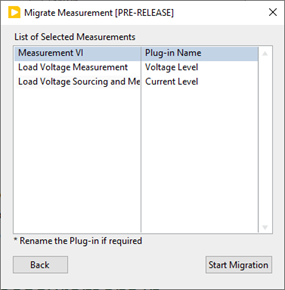 Migrate Measurement [PRE-RELEASE]
List of Selected Measurements
Measurement VI Plug-in Name
Load Voltage Measurement Voltage Level
Load Voltage Sourcing and Me Current Level
* Rename the Plug-in if required
Back Start Migration